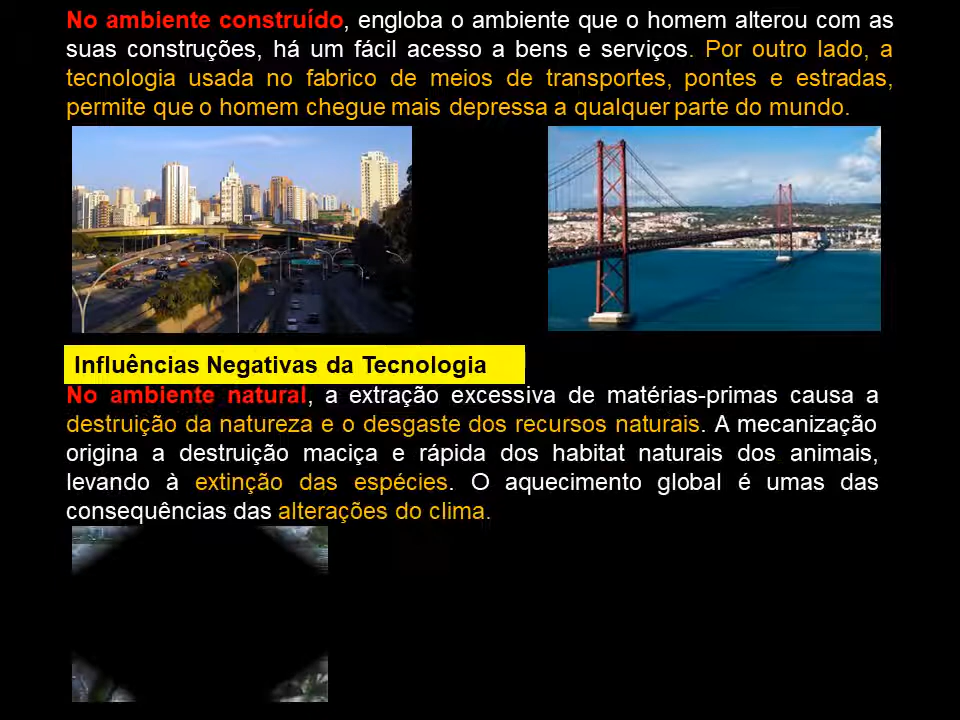 No ambiente construído, engloba o ambiente que o homem alterou com as
suas construções, há um fácil acesso a bens e serviços. Por outro lado, a
tecnologia usada no fabrico de meios de transportes, pontes e estradas,
permite que o homem chegue mais depressa a qualquer parte do mundo.
Influências Negativas da Tecnologia
No ambiente natural, a extração excessiva de matérias-primas causa a
destruição da natureza e o desgaste dos recursos naturais. A mecanização
origina a destruição maciça e rápida dos habitat naturais dos animais,
levando à extinção das espécies. O aquecimento global é umas das
consequências das alterações do clima.